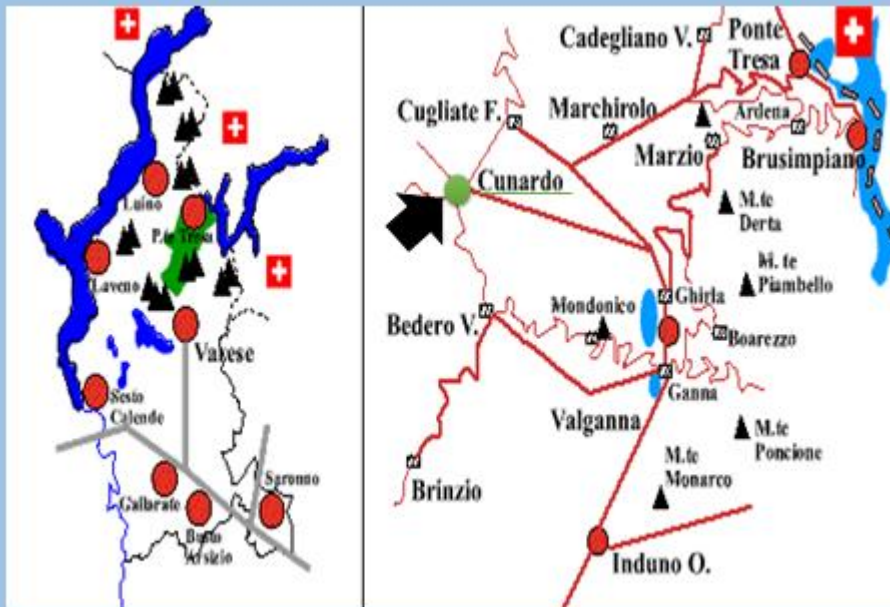 Luino
P.te Tresa
Laveno
Varese
Sesto
Calende
Gallarate
Busto
Arsizio
Saronno
Cadegliano V.
Ponte
Tresa
Cugliate F.
Marchirolo
Ardena
Marzio
Brusimpiano
Cunardo
M.te
Derta
M.te
Piambello
Ghirla
Mondonico
Bedero V.
Boarezzo
Ganna
Valganna
M.te
Poncione
M.te
Monarco
Brinzio
Induno O.